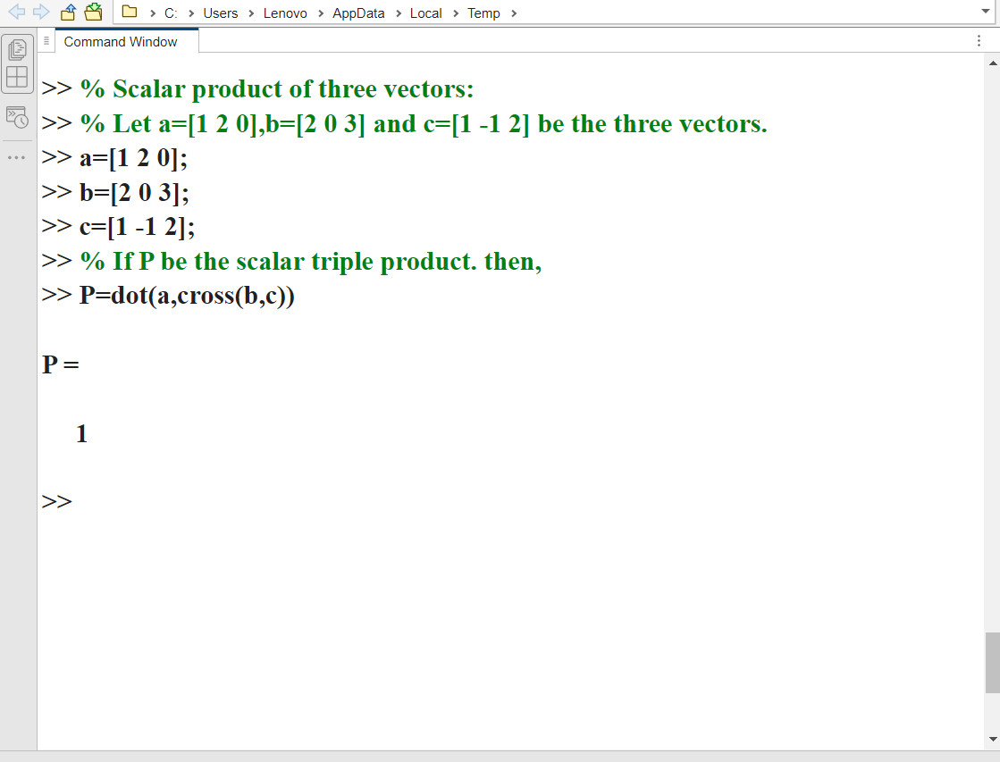 C: Users Lenovo AppData Local Temp
Command Window
>> % Scalar product of three vectors:
>> % Let a=[1 2 0],b=[2 0 3] and c=[1 -1 2] be the three vectors.
>> a=[1 2 0];
>> b=[2 0 3];
>> c=[1 -1 2];
>> % If P be the scalar triple product. then,
>> P=dot(a,cross(b,c))
P =
1
>>